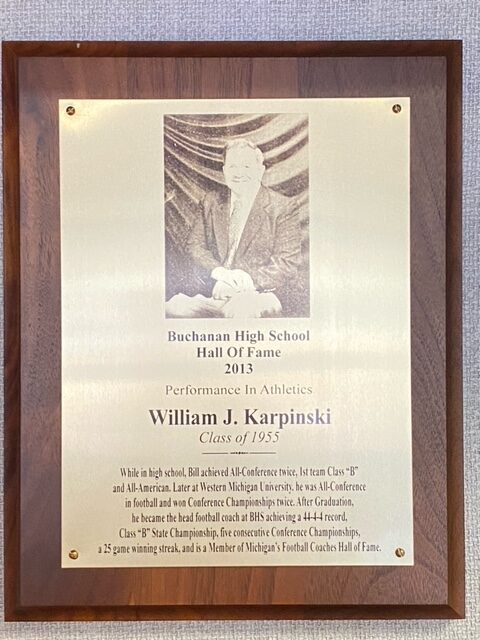 Buchanan High School
Hall Of Fame
2013
Performance In Athletics
William J. Karpinski
Class of 1955
While in high school, Bill achieved All-Conference twice, 1st team Class "B"
and All-American. Later at Western Michigan University, he was All-Conference
in football and won Conference Championships twice. After Graduation,
he became the head football coach at BHS achieving a 44-4-4 record,
Class "B" State Championship, five consecutive Conference Championships,
a 25 game winning streak, and is a Member of Michigan's Football Coaches Hall of Fame.